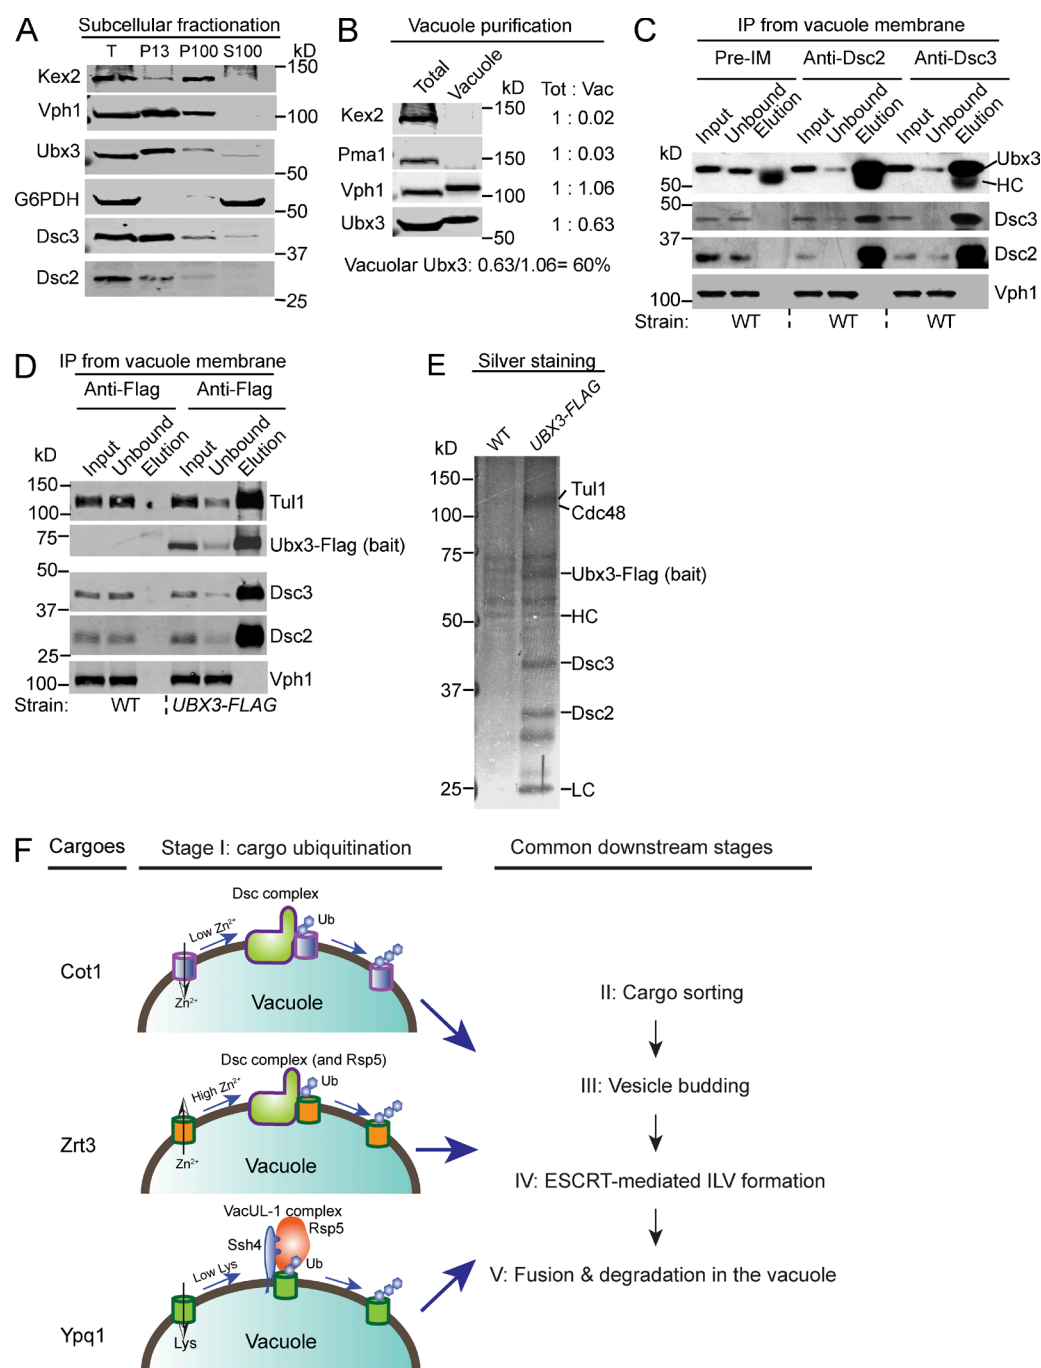 A
Subcellular fractionation
T P13 P100 S100
kD
Kex2
150
Vph1
100
Ubx3
50
G6PDH
50
Dsc3
37
Dsc2
25
B
Vacuole purification
Total
Vacuole
kD
Tot : Vac
Kex2
150
1 : 0.02
Pma1
150
1 : 0.03
Vph1
100
1 : 1.06
Ubx3
50
1 : 0.63
Vacuolar Ubx3: 0.63/1.06= 60%
C
IP from vacuole membrane
Pre-IM Anti-Dsc2 Anti-Dsc3
Input Unbound Elution Input Unbound Elution Input Unbound Elution
kD
Ubx3
50
HC
50
Dsc3
37
Dsc2
100
Vph1
Strain: WT WT WT
D
IP from vacuole membrane
Anti-Flag Anti-Flag
Input Unbound Elution Input Unbound Elution
kD
150
Tul1
100
75
Ubx3-Flag (bait)
50
Dsc3
37
Dsc2
25
100
Vph1
Strain: WT UBX3-FLAG
E
Silver staining
WT
UBX3-FLAG
kD
150
Tul1
100
Cdc48
75
Ubx3-Flag (bait)
50
HC
Dsc3
37
Dsc2
25
LC
F
Cargoes
Stage I: cargo ubiquitination
Common downstream stages
Cot1
Dsc complex
Low Zn²⁺
Ub
Zn²⁺
Vacuole
Zrt3
Dsc complex (and Rsp5)
High Zn²⁺
Ub
Zn²⁺
Vacuole
Ypq1
VacUL-1 complex
Rsp5
Ssh4
Low Lys
Ub
Lys
Vacuole
II: Cargo sorting
III: Vesicle budding
IV: ESCRT-mediated ILV formation
V: Fusion & degradation in the vacuole